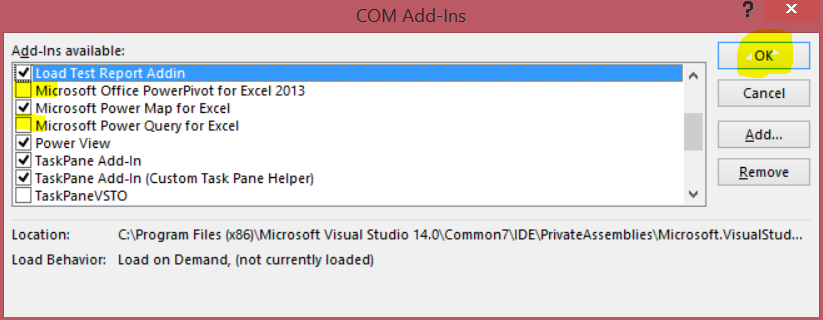 COM Add-Ins
?
Add-Ins available:
Load Test Report Addin
Microsoft Office PowerPivot for Excel 2013
Microsoft Power Map for Excel
Microsoft Power Query for Excel
Power View
TaskPane Add-In
TaskPane Add-In (Custom Task Pane Helper)
TaskPaneVSTO
OK
Cancel
Add...
Remove
Location: C:\Program Files (x86)\Microsoft Visual Studio 14.0\Common7\IDE\PrivateAssemblies\Microsoft.VisualStud...
Load Behavior: Load on Demand, (not currently loaded)